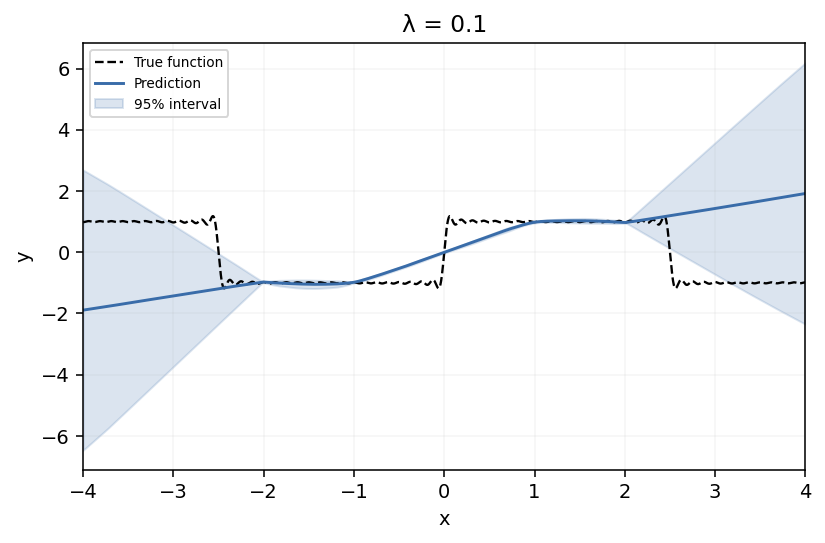 λ = 0.1
True function
Prediction
95% interval
y
6
4
2
0
−2
−4
−6
−4 −3 −2 −1 0 1 2 3 4
x